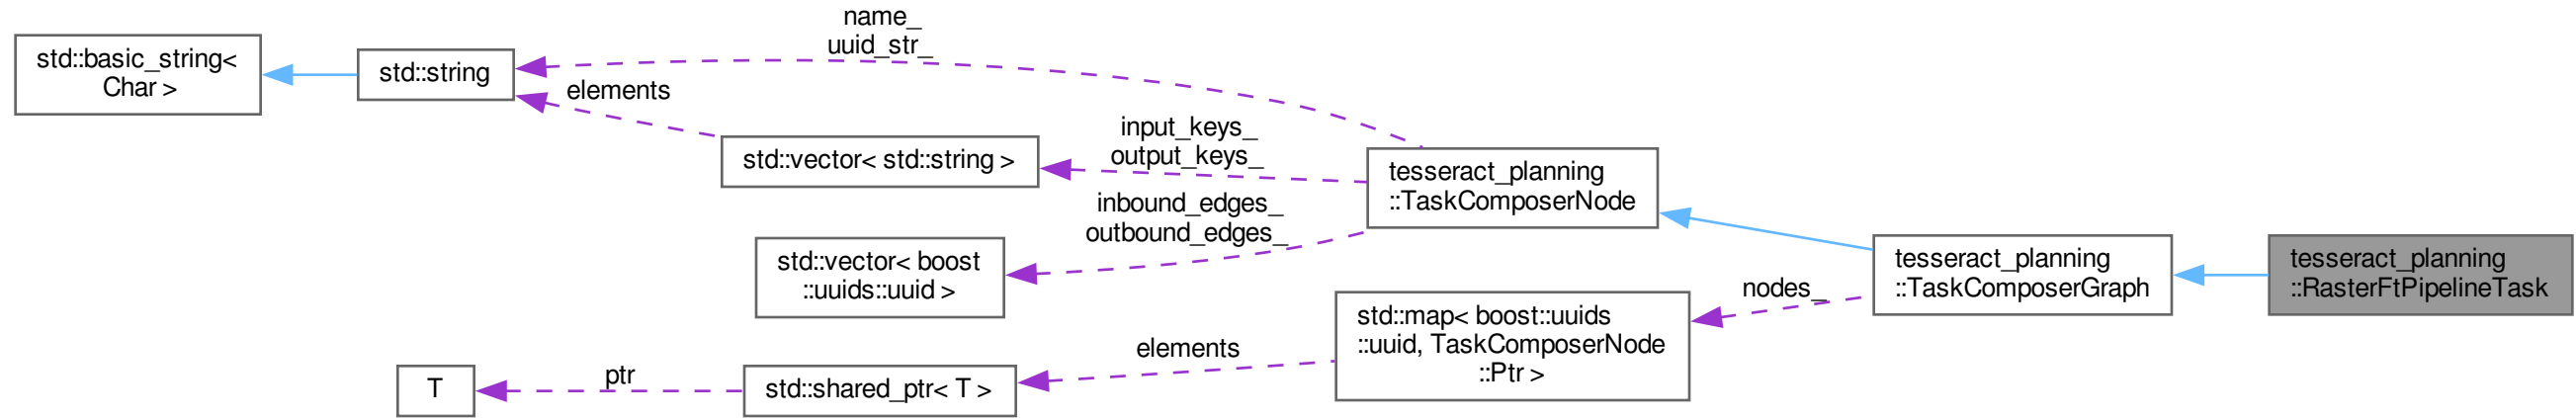 name_
uuid_str_
std::basic_string<
Char >
std::string
elements
input_keys_
output_keys_
std::vector< std::string >
tesseract_planning
::TaskComposerNode
inbound_edges_
outbound_edges_
std::vector< boost
::uuids::uuid >
tesseract_planning
::TaskComposerGraph
tesseract_planning
::RasterFtPipelineTask
nodes_
std::map< boost::uuids
::uuid, TaskComposerNode
::Ptr >
elements
std::shared_ptr< T >
ptr
T